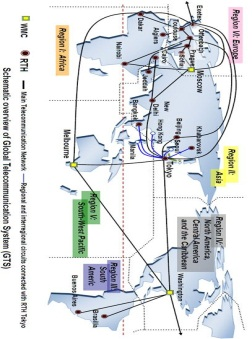 Region VI: Europe
Exeter
Offenbach
Toulouse
Prague
Rome
Sofia
Moscow
Dakar
Algiers
Cairo
Jeddah
Nairobi
Region I: Africa
New
Delhi
Bangkok
Hong Kong
Beijing
Khabarovsk
Tokyo
Manila
Region II:
Asia
Melbourne
Region V:
South-West Pacific
Region IV:
North America,
Central America
and the Caribbean
Washington
Region III:
South
Americ
Buenos Aires
Brasilia
WMC
RTH
Main Telecommunication Network
Regional and interregional circuits connected with RTH Tokyo
Schematic overview of Global Telecommunication System (GTS)